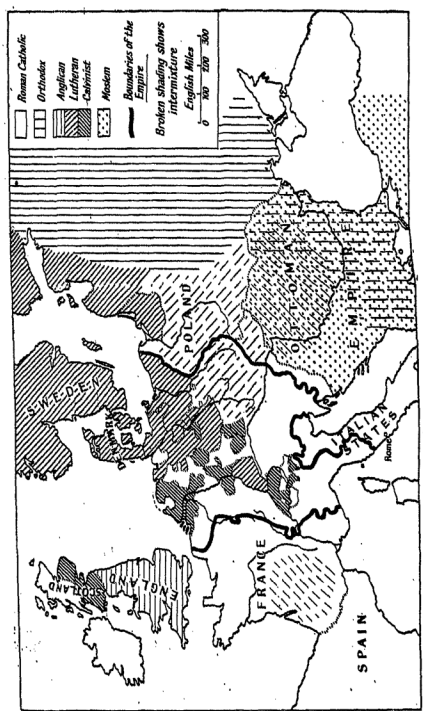 Roman Catholic
Orthodox
Anglican
Lutheran
Calvinist
Moslem
Boundaries of the
Empire
Broken shading shows
intermixture
English Miles
0 100 200 300
SWEDEN
DENMARK
SCOTLAND
ENGLAND
POLAND
FRANCE
OTTOMAN
EMPIRE
ITALIAN
STATES
Rome
SPAIN